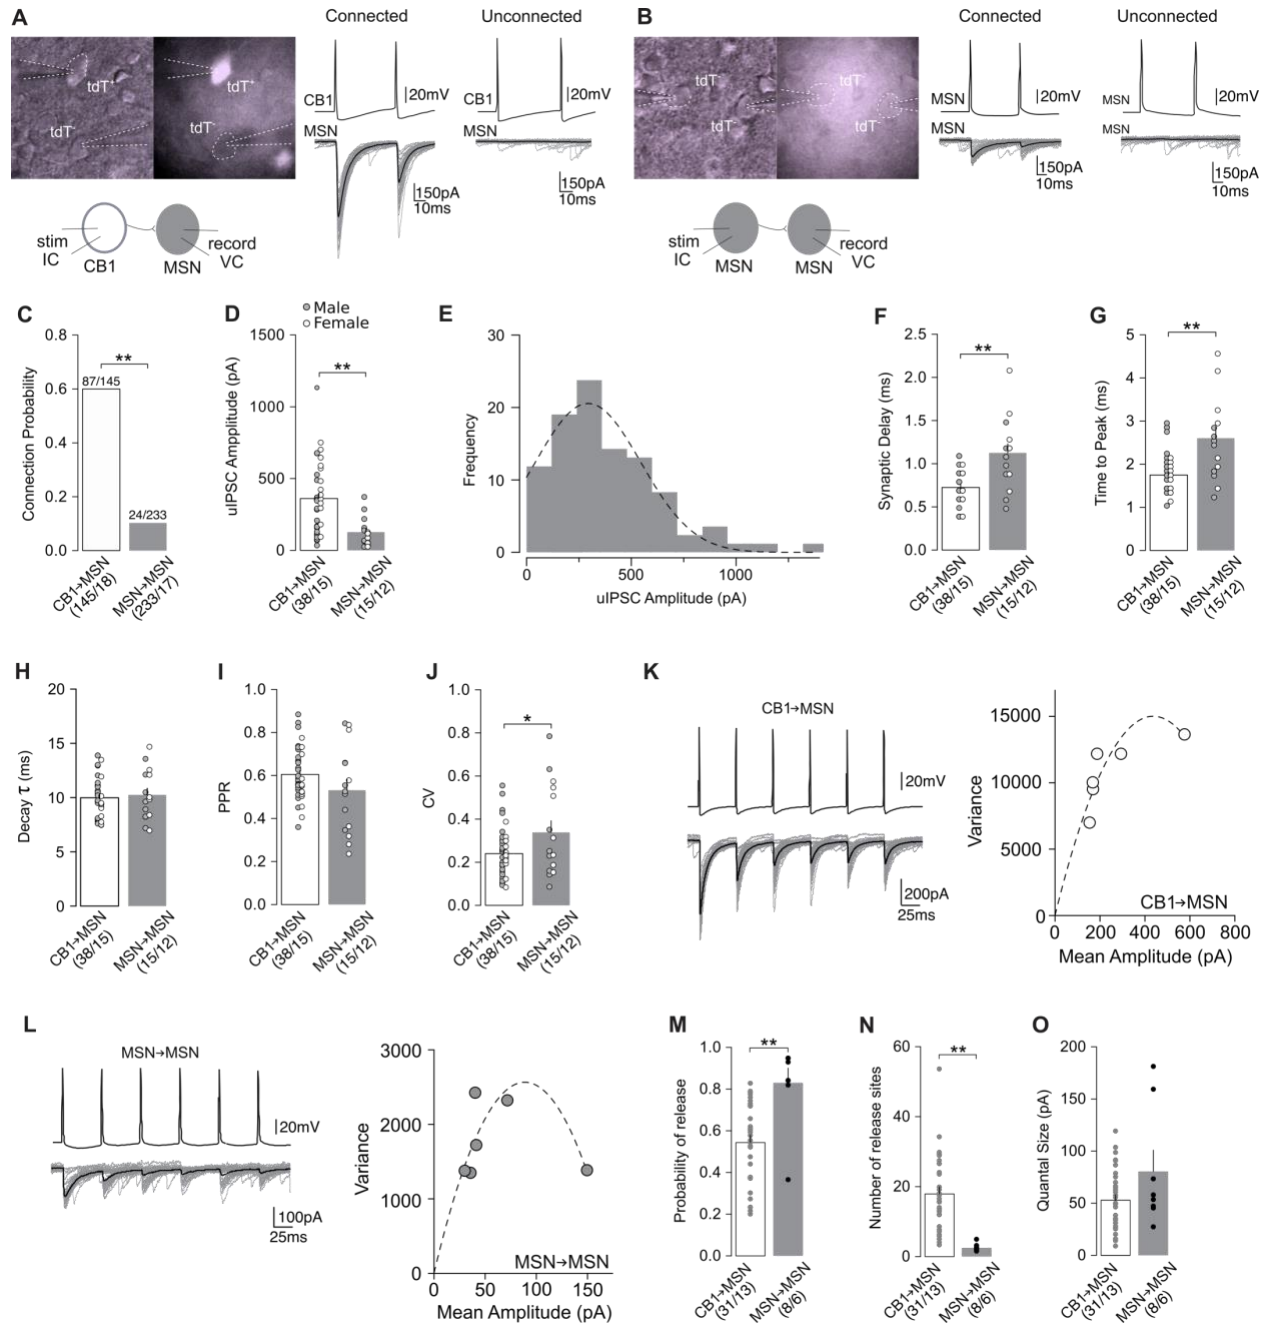 A
Connected
Unconnected
tdT+
tdT+
tdT-
tdT-
CB1
20mV
CB1
20mV
MSN
MSN
150pA
10ms
150pA
10ms
stim
IC
CB1
MSN
record
VC
B
Connected
Unconnected
tdT-
tdT-
tdT-
tdT-
MSN
20mV
MSN
20mV
MSN
MSN
150pA
10ms
150pA
10ms
stim
IC
MSN
MSN
record
VC
C
Connection Probability
0.8
0.6
0.4
0.2
0.0
87/145
**
24/233
CB1→MSN
(145/18)
MSN→MSN
(233/17)
D
Male
Female
uIPSC Ampplitude (pA)
1500
1000
500
0
**
CB1→MSN
(38/15)
MSN→MSN
(15/12)
E
Frequency
30
20
10
0
0
500
1000
uIPSC Amplitude (pA)
F
Synaptic Delay (ms)
2.5
2.0
1.5
1.0
0.5
0.0
**
CB1→MSN
(38/15)
MSN→MSN
(15/12)
G
Time to Peak (ms)
5
4
3
2
1
0
**
CB1→MSN
(38/15)
MSN→MSN
(15/12)
H
Decay τ (ms)
20
15
10
5
0
CB1→MSN
(38/15)
MSN→MSN
(15/12)
I
PPR
1.0
0.8
0.6
0.4
0.2
0.0
CB1→MSN
(38/15)
MSN→MSN
(15/12)
J
CV
1.0
0.8
0.6
0.4
0.2
0.0
*
CB1→MSN
(38/15)
MSN→MSN
(15/12)
K
CB1→MSN
20mV
200pA
25ms
Variance
15000
10000
5000
0
0
200
400
600
800
CB1→MSN
Mean Amplitude (pA)
L
MSN→MSN
20mV
100pA
25ms
Variance
3000
2000
1000
0
0
50
100
150
MSN→MSN
Mean Amplitude (pA)
M
Probability of release
1.0
0.8
0.6
0.4
0.2
0.0
**
CB1→MSN
(31/13)
MSN→MSN
(8/6)
N
Number of release sites
60
40
20
0
**
CB1→MSN
(31/13)
MSN→MSN
(8/6)
O
Quantal Size (pA)
200
150
100
50
0
CB1→MSN
(31/13)
MSN→MSN
(8/6)